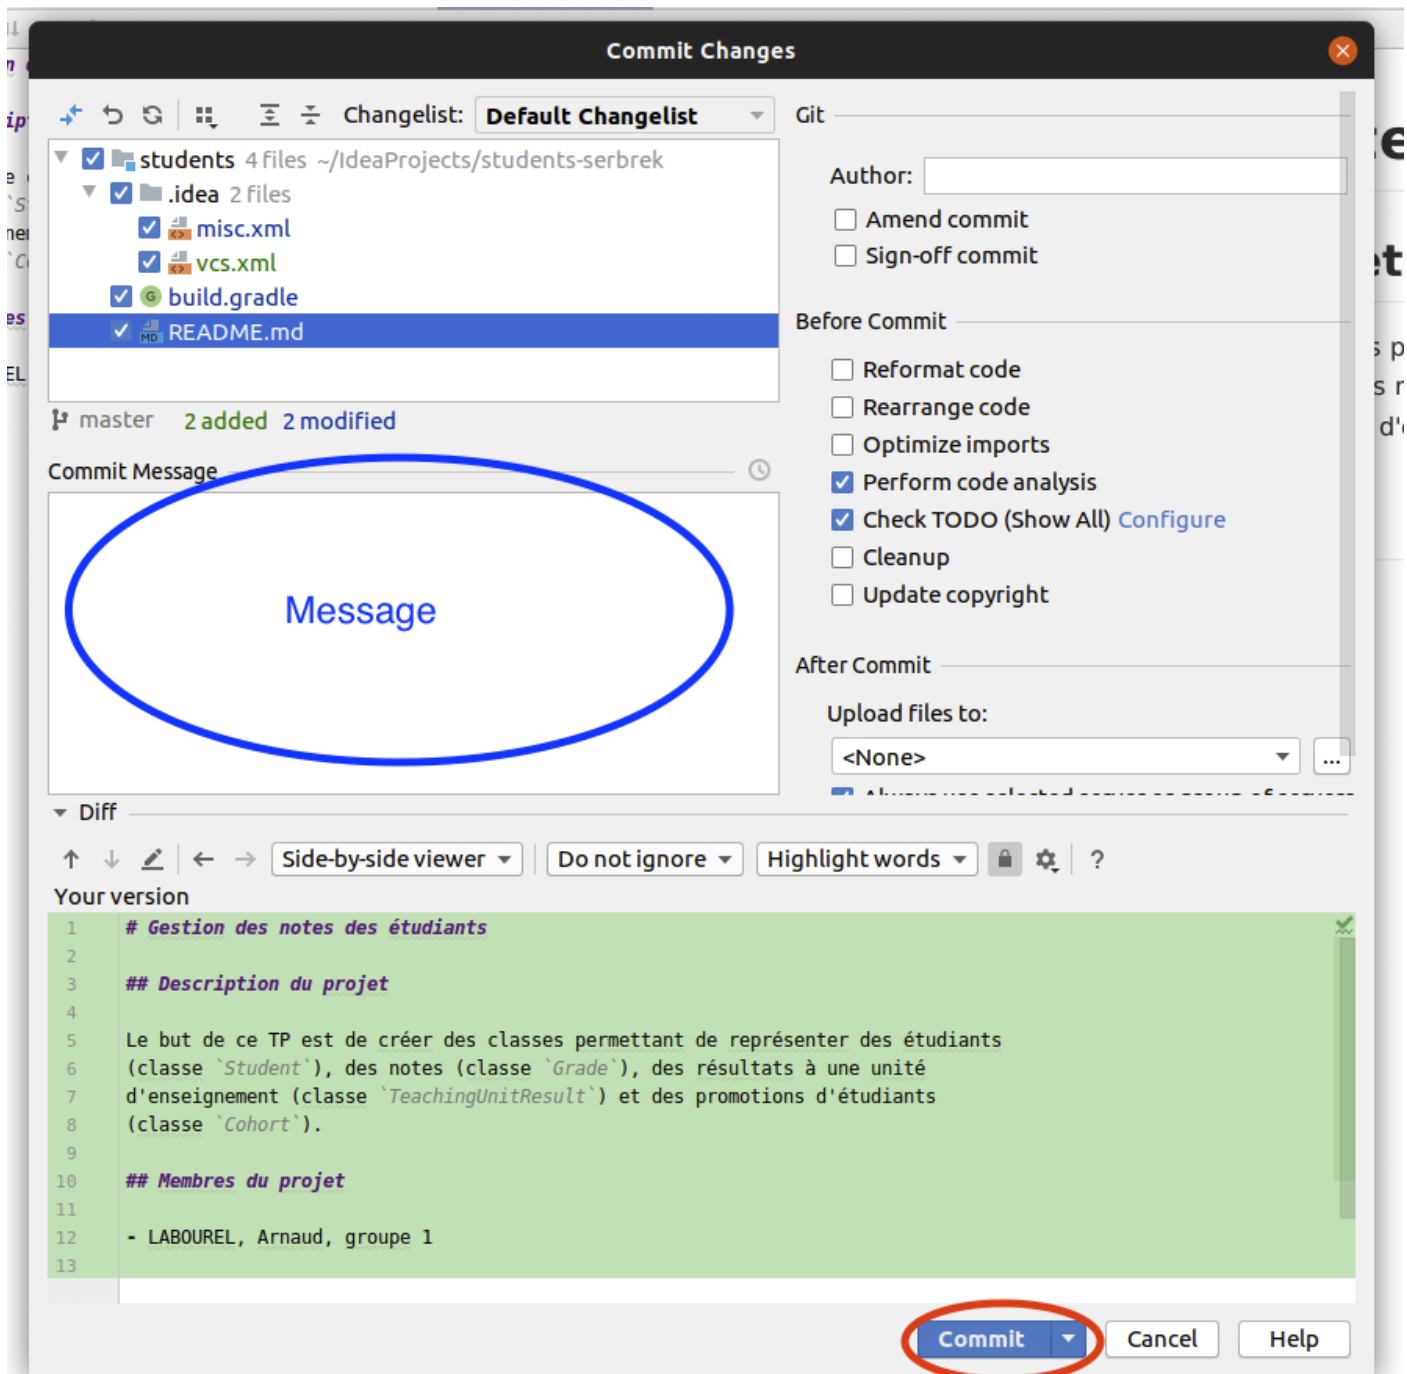 Commit Changes
Changelist: Default Changelist
students 4 files ~/IdeaProjects/students-serbrek
.idea 2 files
misc.xml
vcs.xml
build.gradle
MD README.md
master 2 added 2 modified
Commit Message
Message
Git
Author:
Amend commit
Sign-off commit
Before Commit
Reformat code
Rearrange code
Optimize imports
Perform code analysis
Check TODO (Show All) Configure
Cleanup
Update copyright
After Commit
Upload files to:
<None> ...
Diff
Side-by-side viewer Do not ignore Highlight words ?
Your version
1 # Gestion des notes des étudiants
2
3 ## Description du projet
4
5 Le but de ce TP est de créer des classes permettant de représenter des étudiants
6 (classe `Student`), des notes (classe `Grade`), des résultats à une unité
7 d'enseignement (classe `TeachingUnitResult`) et des promotions d'étudiants
8 (classe `Cohort`).
9
10 ## Membres du projet
11
12 - LABOUREL, Arnaud, groupe 1
13
Commit Cancel Help